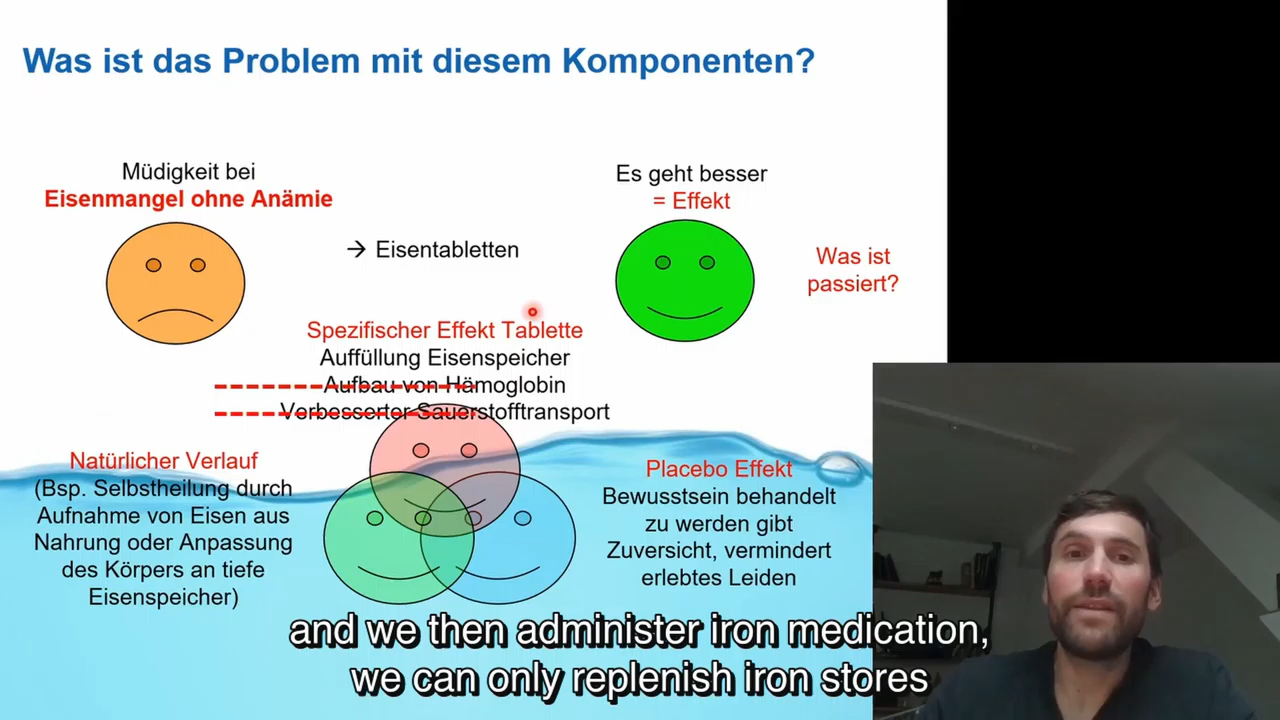 Was ist das Problem mit diesem Komponenten?
Müdigkeit bei
Eisenmangel ohne Anämie
→ Eisentabletten
Es geht besser
= Effekt
Was ist
passiert?
Spezifischer Effekt Tablette
Auffüllung Eisenspeicher
Aufbau von Hämoglobin
Verbesserter Sauerstofftransport
Natürlicher Verlauf
(Bsp. Selbstheilung durch
Aufnahme von Eisen aus
Nahrung oder Anpassung
des Körpers an tiefe
Eisenspeicher)
Placebo Effekt
Bewusstsein behandelt
zu werden gibt
Zuversicht, vermindert
erlebtes Leiden
and we then administer iron medication,
we can only replenish iron stores